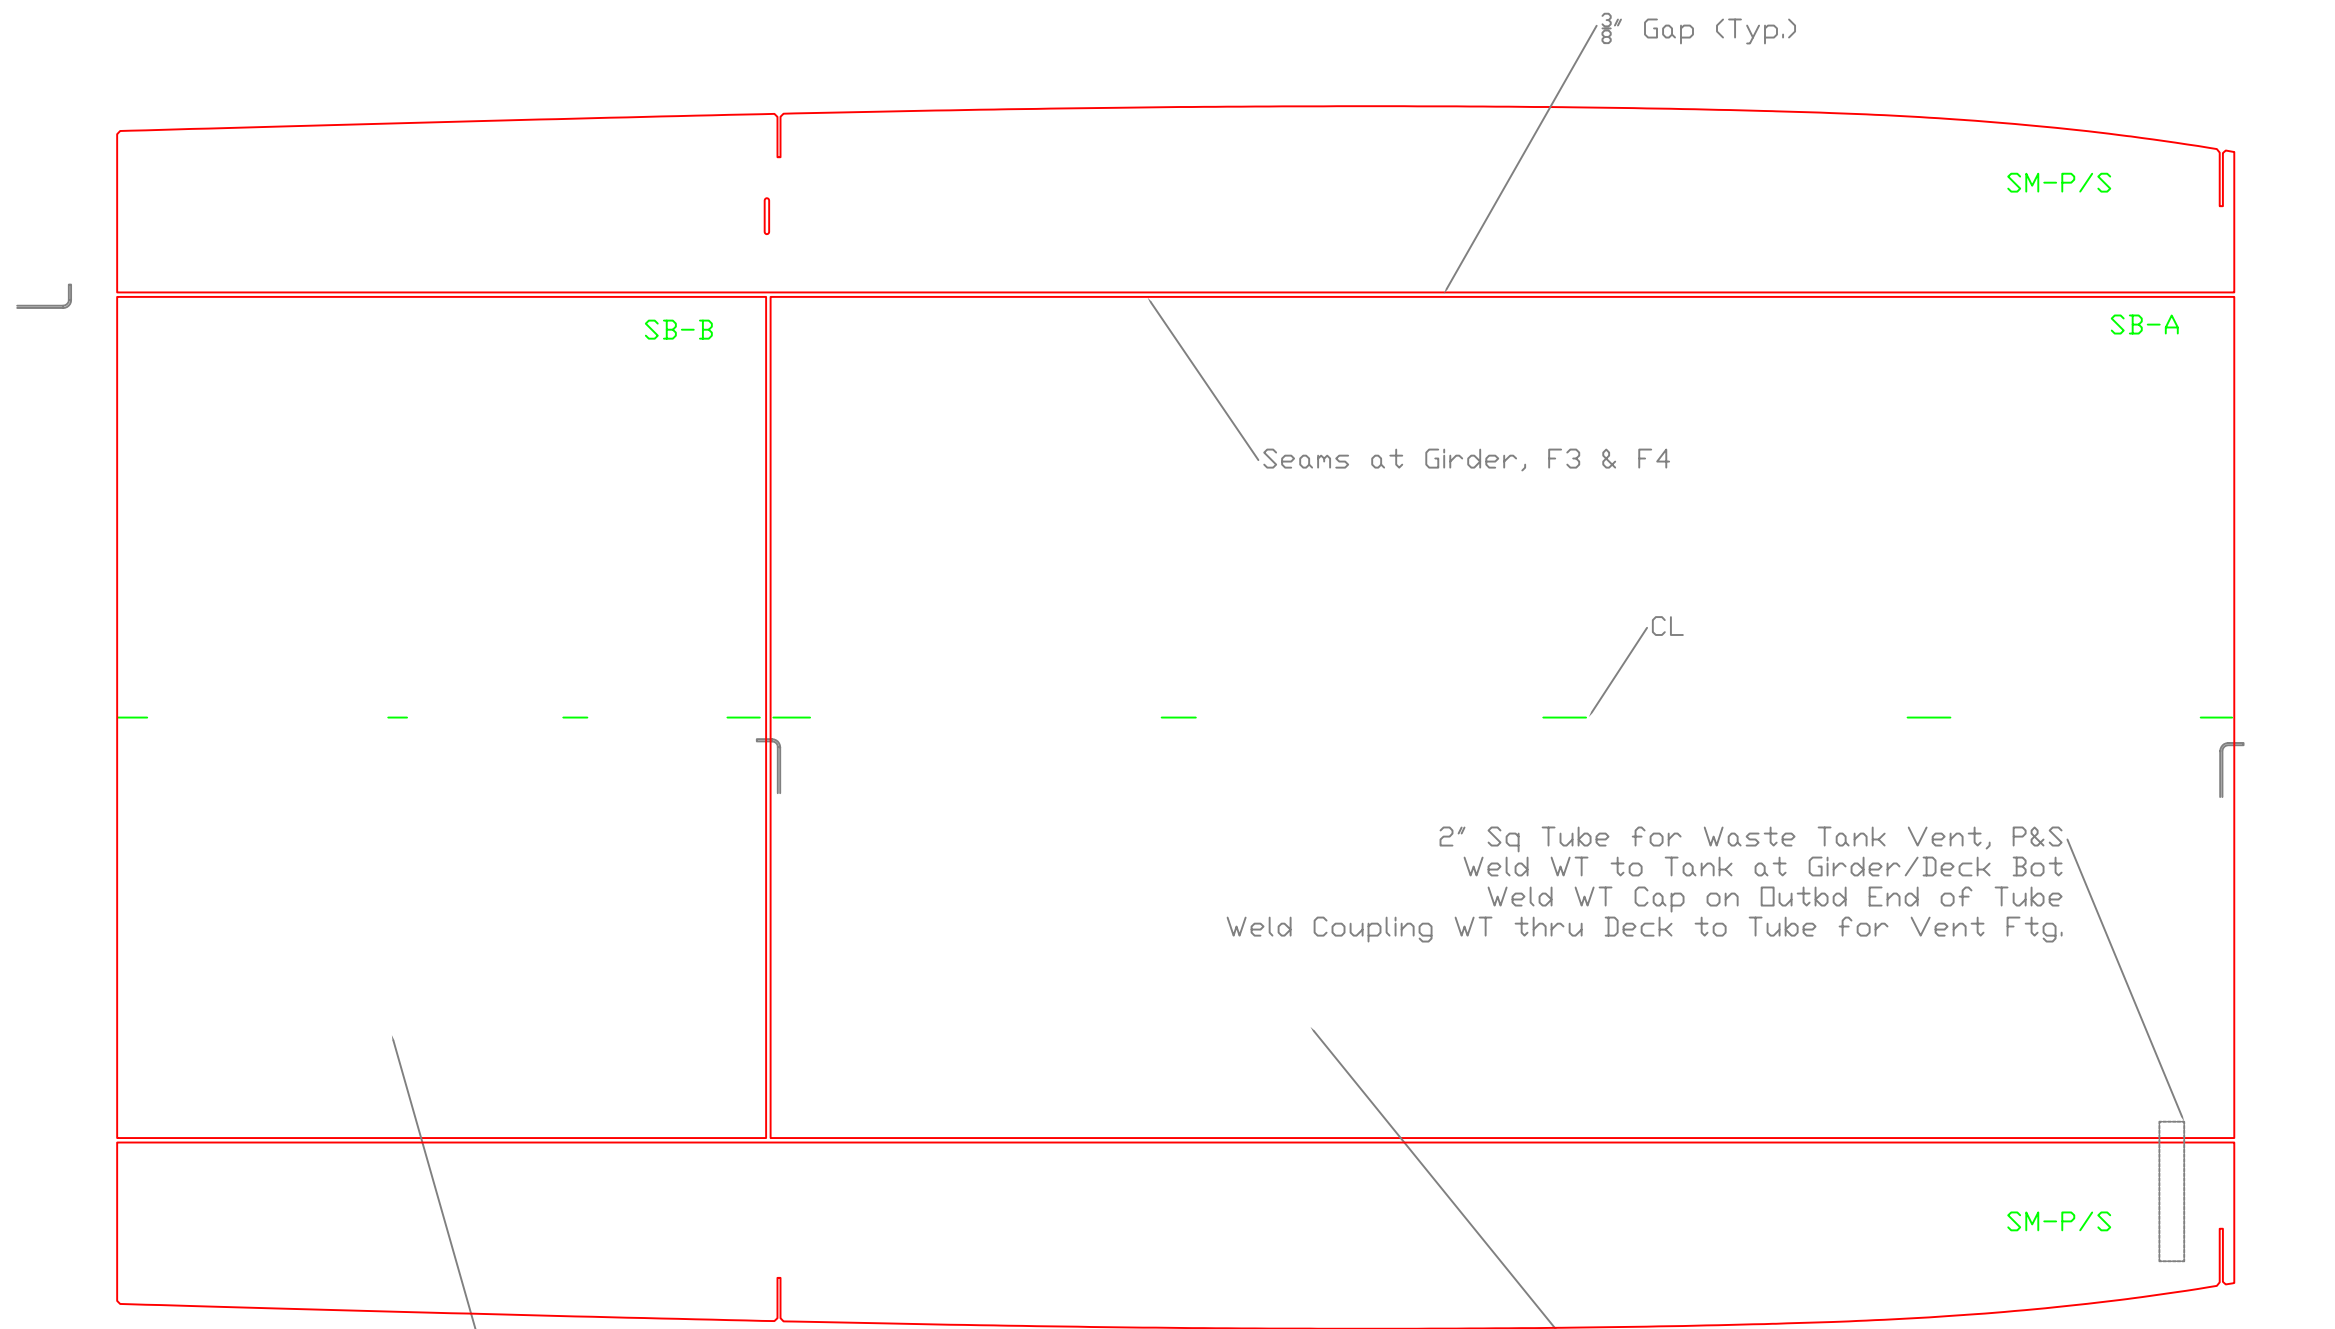 ⅜" Gap (Typ.)
SM-P/S
SB-B
SB-A
Seams at Girder, F3 & F4
CL
2" Sq Tube for Waste Tank Vent, P&S
Weld WT to Tank at Girder/Deck Bot
Weld WT Cap on Outbd End of Tube
Weld Coupling WT thru Deck to Tube for Vent Ftg.
SM-P/S